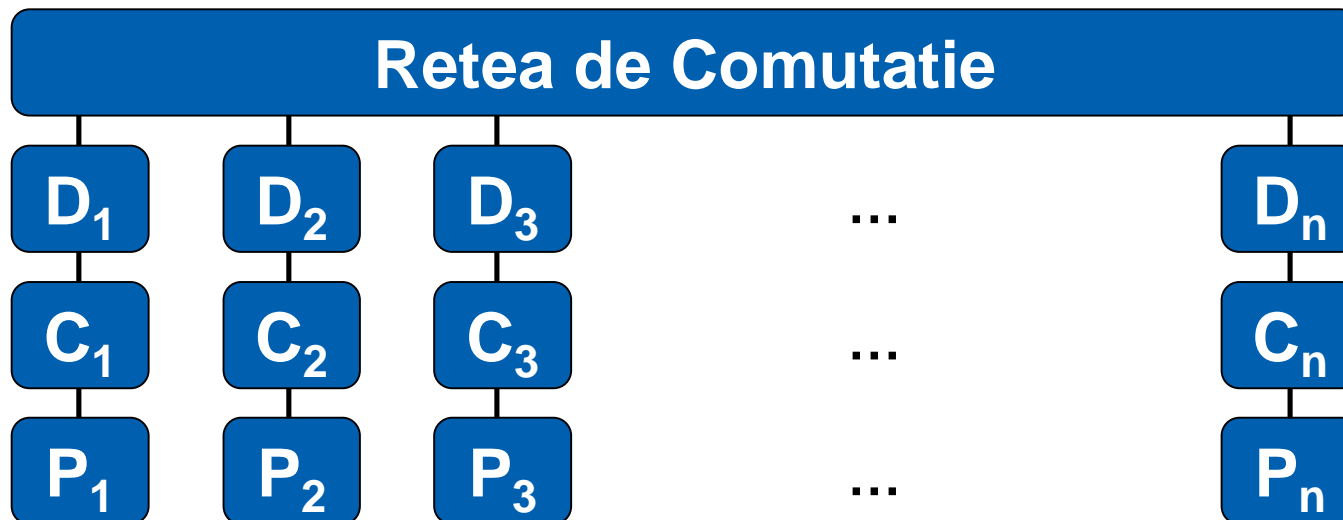 Retea de Comutatie
D1 D2 D3 ... Dn
C1 C2 C3 ... Cn
P1 P2 P3 ... Pn